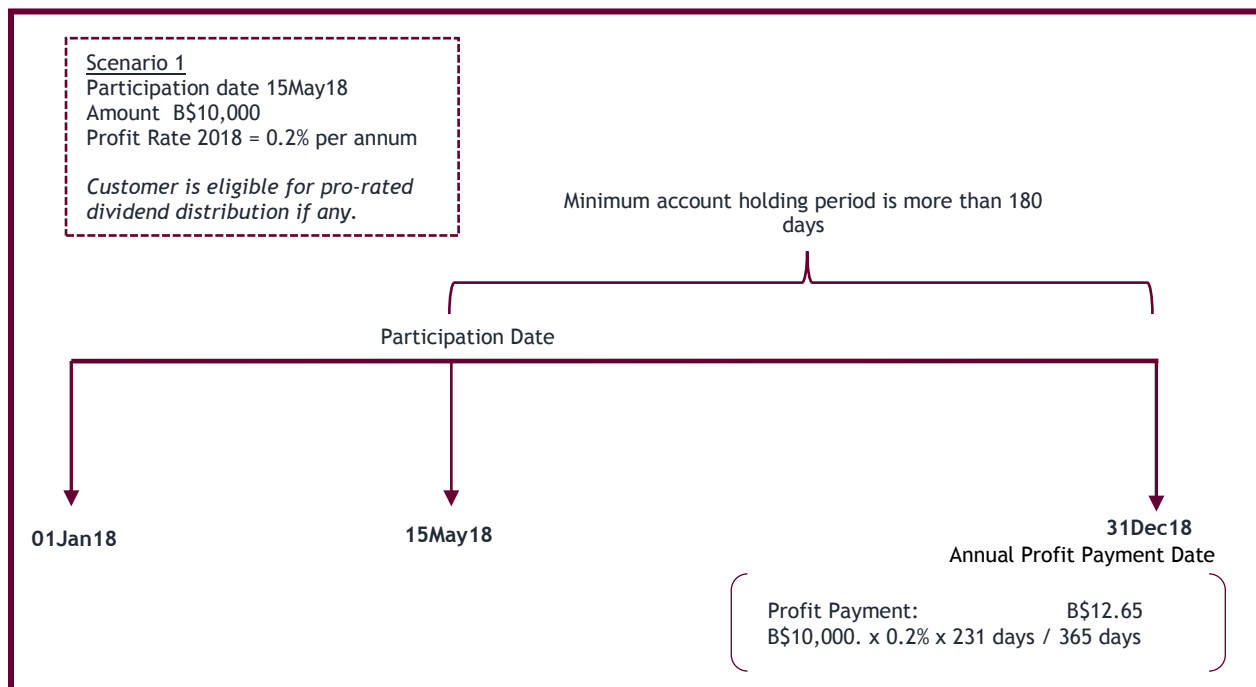 Scenario 1
Participation date 15May18
Amount  B$10,000
Profit Rate 2018 = 0.2% per annum
Customer is eligible for pro-rated
dividend distribution if any.
Minimum account holding period is more than 180
days
Participation Date
01Jan18
15May18
31Dec18
Annual Profit Payment Date
Profit Payment: B$12.65
B$10,000. x 0.2% x 231 days / 365 days